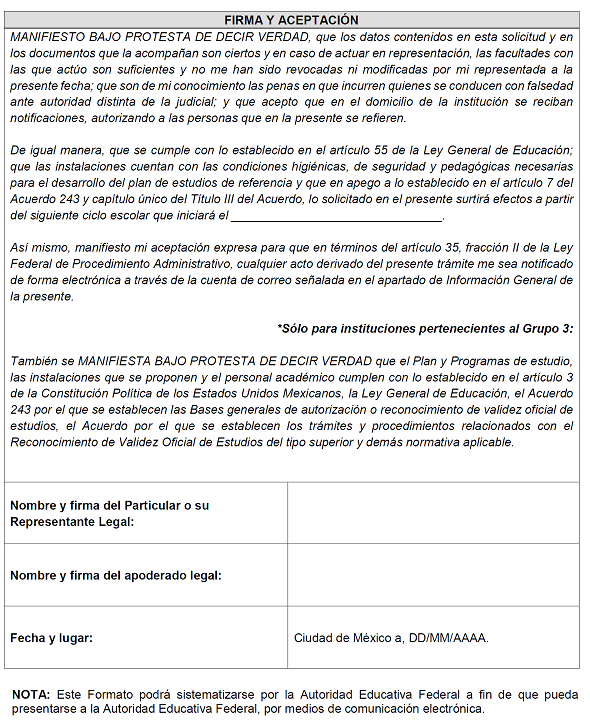 FIRMA Y ACEPTACIÓN
MANIFIESTO BAJO PROTESTA DE DECIR VERDAD, que los datos contenidos en esta solicitud y en
los documentos que la acompañan son ciertos y en caso de actuar en representación, las facultades con
las que actúo son suficientes y no me han sido revocadas ni modificadas por mi representada a la
presente fecha; que son de mi conocimiento las penas en que incurren quienes se conducen con falsedad
ante autoridad distinta de la judicial; y que acepto que en el domicilio de la institución se reciban
notificaciones, autorizando a las personas que en la presente se refieren.
De igual manera, que se cumple con lo establecido en el artículo 55 de la Ley General de Educación;
que las instalaciones cuentan con las condiciones higiénicas, de seguridad y pedagógicas necesarias
para el desarrollo del plan de estudios de referencia y que en apego a lo establecido en el artículo 7 del
Acuerdo 243 y capítulo único del Título III del Acuerdo, lo solicitado en el presente surtirá efectos a partir
del siguiente ciclo escolar que iniciará el ________________________________.
Así mismo, manifiesto mi aceptación expresa para que en términos del artículo 35, fracción II de la Ley
Federal de Procedimiento Administrativo, cualquier acto derivado del presente trámite me sea notificado
de forma electrónica a través de la cuenta de correo señalada en el apartado de Información General de
la presente.
*Sólo para instituciones pertenecientes al Grupo 3:
También se MANIFIESTA BAJO PROTESTA DE DECIR VERDAD que el Plan y Programas de estudio,
las instalaciones que se proponen y el personal académico cumplen con lo establecido en el artículo 3
de la Constitución Política de los Estados Unidos Mexicanos, la Ley General de Educación, el Acuerdo
243 por el que se establecen las Bases generales de autorización o reconocimiento de validez oficial de
estudios, el Acuerdo por el que se establecen los trámites y procedimientos relacionados con el
Reconocimiento de Validez Oficial de Estudios del tipo superior y demás normativa aplicable.
Nombre y firma del Particular o su
Representante Legal:
Nombre y firma del apoderado legal:
Fecha y lugar:
Ciudad de México a, DD/MM/AAAA.
NOTA: Este Formato podrá sistematizarse por la Autoridad Educativa Federal a fin de que pueda
presentarse a la Autoridad Educativa Federal, por medios de comunicación electrónica.